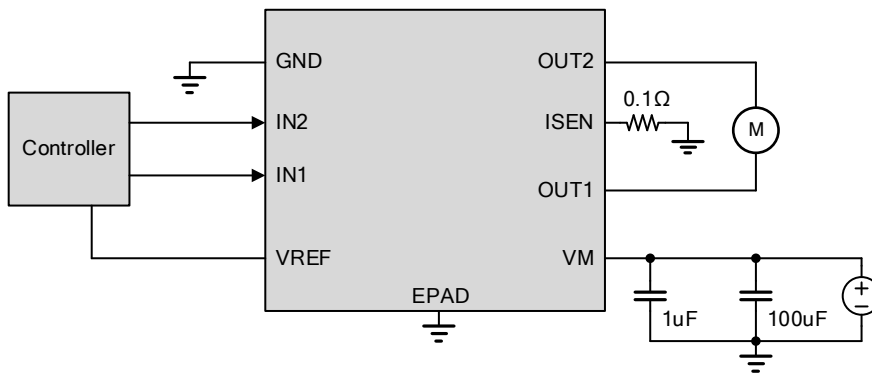 GND
OUT2
0.1Ω
IN2
ISEN
M
Controller
IN1
OUT1
VREF
VM
EPAD
+
−
1uF
100uF